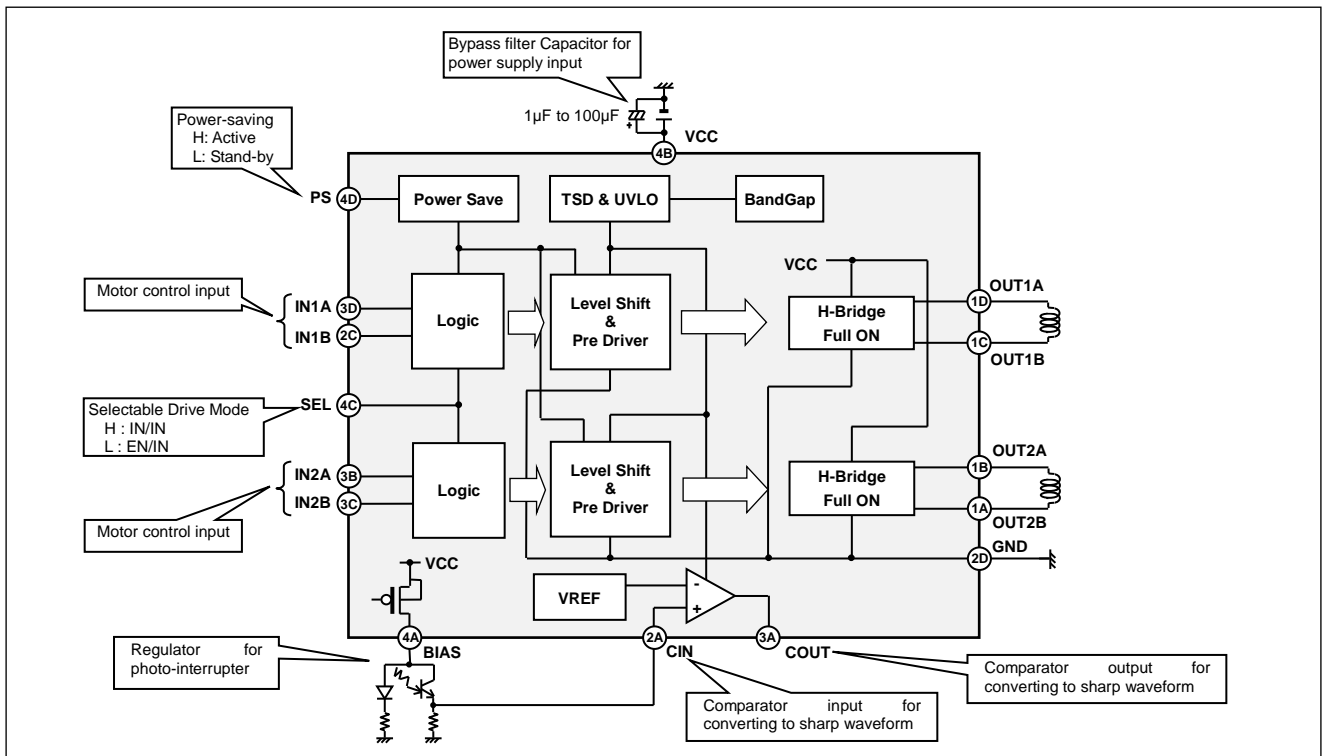 Bypass filter Capacitor for
power supply input
1µF to 100µF
+
VCC
4B
Power-saving
H: Active
L: Stand-by
PS
4D
Power Save
TSD & UVLO
BandGap
Motor control input
IN1A
3D
IN1B
2C
Logic
Level Shift
&
Pre Driver
VCC
H-Bridge
Full ON
1D
OUT1A
1C
OUT1B
Selectable Drive Mode
H : IN/IN
L : EN/IN
SEL
4C
IN2A
3B
IN2B
3C
Motor control input
Logic
Level Shift
&
Pre Driver
H-Bridge
Full ON
OUT2A
1B
1A
OUT2B
GND
2D
VCC
VREF
-
+
4A
BIAS
2A
CIN
3A
COUT
Regulator for
photo-interrupter
Comparator input for
converting to sharp waveform
Comparator output for
converting to sharp waveform